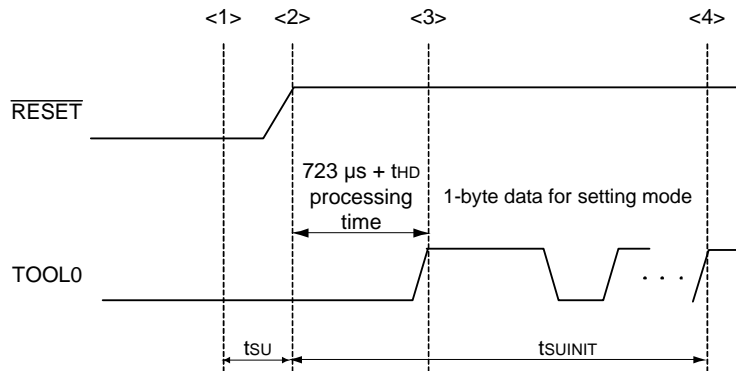 <1> <2> <3> <4>
RESET
723 µs + tHD
processing
time
1-byte data for setting mode
TOOL0
. . .
tSU
tSUINIT